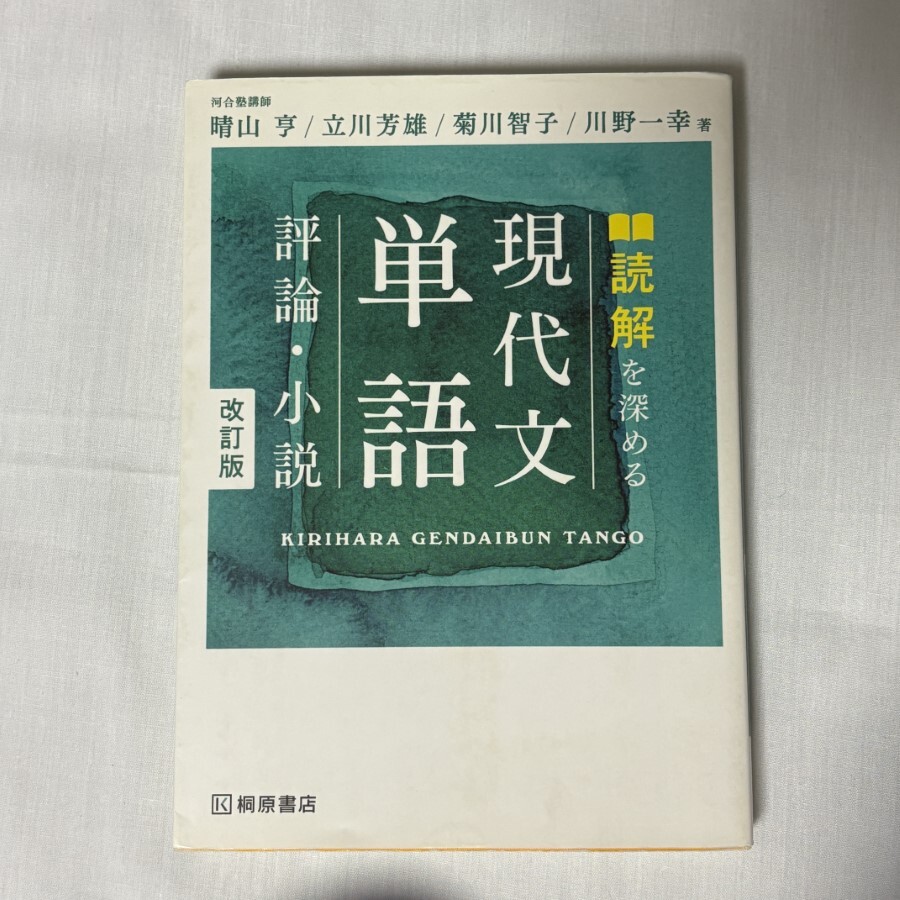 河合塾講師
晴山 亨/立川芳雄/菊川智子/川野一幸 著
読解を深める
現代文
単語
評論・小説
改訂版
KIRIHARA GENDAIBUN TANGO
桐原書店